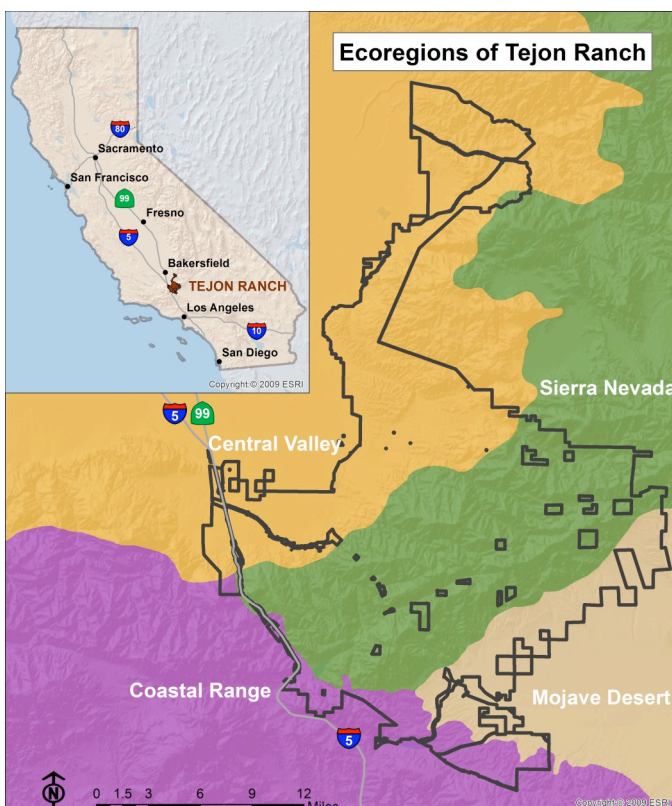 Ecoregions of Tejon Ranch
80
Sacramento
San Francisco
99
Fresno
5
Bakersfield
TEJON RANCH
Los Angeles
10
San Diego
Copyright:© 2009 ESRI
Sierra Nevada
5
99
Central Valley
Coastal Range
Mojave Desert
5
N
0 1.5 3 6 9 12
Miles
Copyright:© 2009 ESRI